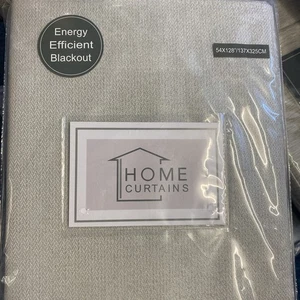 Energy
Efficient
Blackout
54X128"/137X325CM
HOME
CURTAINS